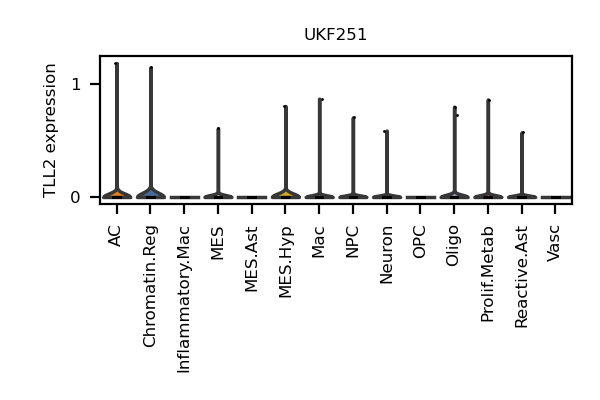 UKF251
TLL2 expression
1
0
AC
Chromatin.Reg
Inflammatory.Mac
MES
MES.Ast
MES.Hyp
Mac
NPC
Neuron
OPC
Oligo
Prolif.Metab
Reactive.Ast
Vasc